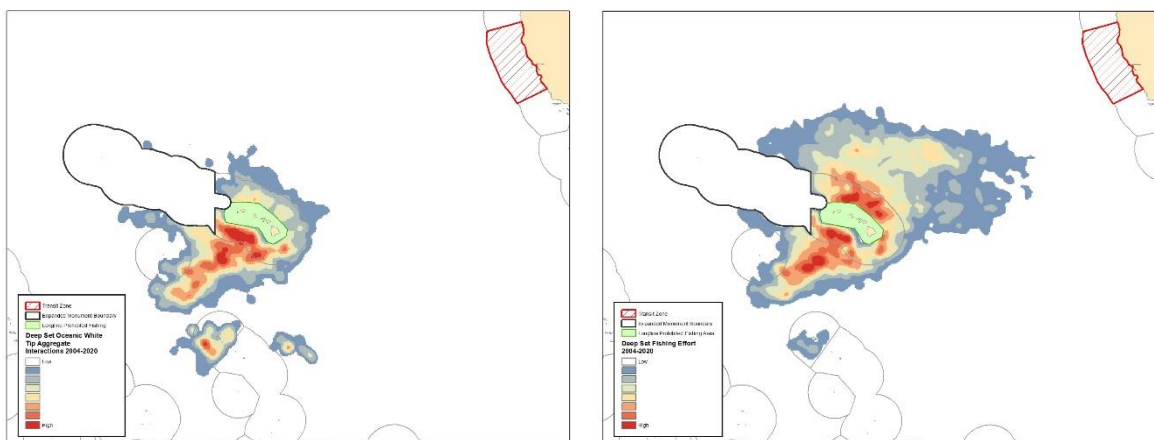 Transit Zone
Expanded Monument Boundary
Longline Prohibited Fishing
Deep Set Oceanic White
Tip Aggregate
Interactions 2004-2020
Low
High
Transit Zone
Expanded Monument Boundary
Longline Prohibited Fishing Area
Deep Set Fishing Effort
2004-2020
Low
High